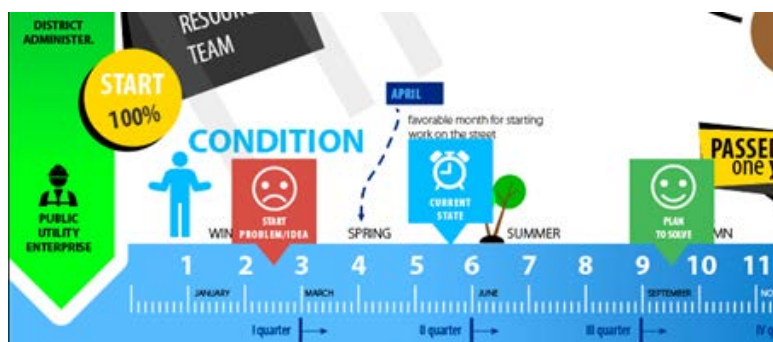 DISTRICT
ADMINISTER.
RESOUR
TEAM
START
100%
APRIL
favorable month for starting
work on the street
CONDITION
PASSE
one y
PUBLIC
UTILITY
ENTERPRISE
START
PROBLEM/IDEA
CURRENT
STATE
PLAN
TO SOLVE
WIN
SPRING
SUMMER
MN
1 2 3 4 5 6 7 8 9 10 11
JANUARY
MARCH
JUNE
SEPTEMBER
NO
I quarter
II quarter
III quarter
IV q